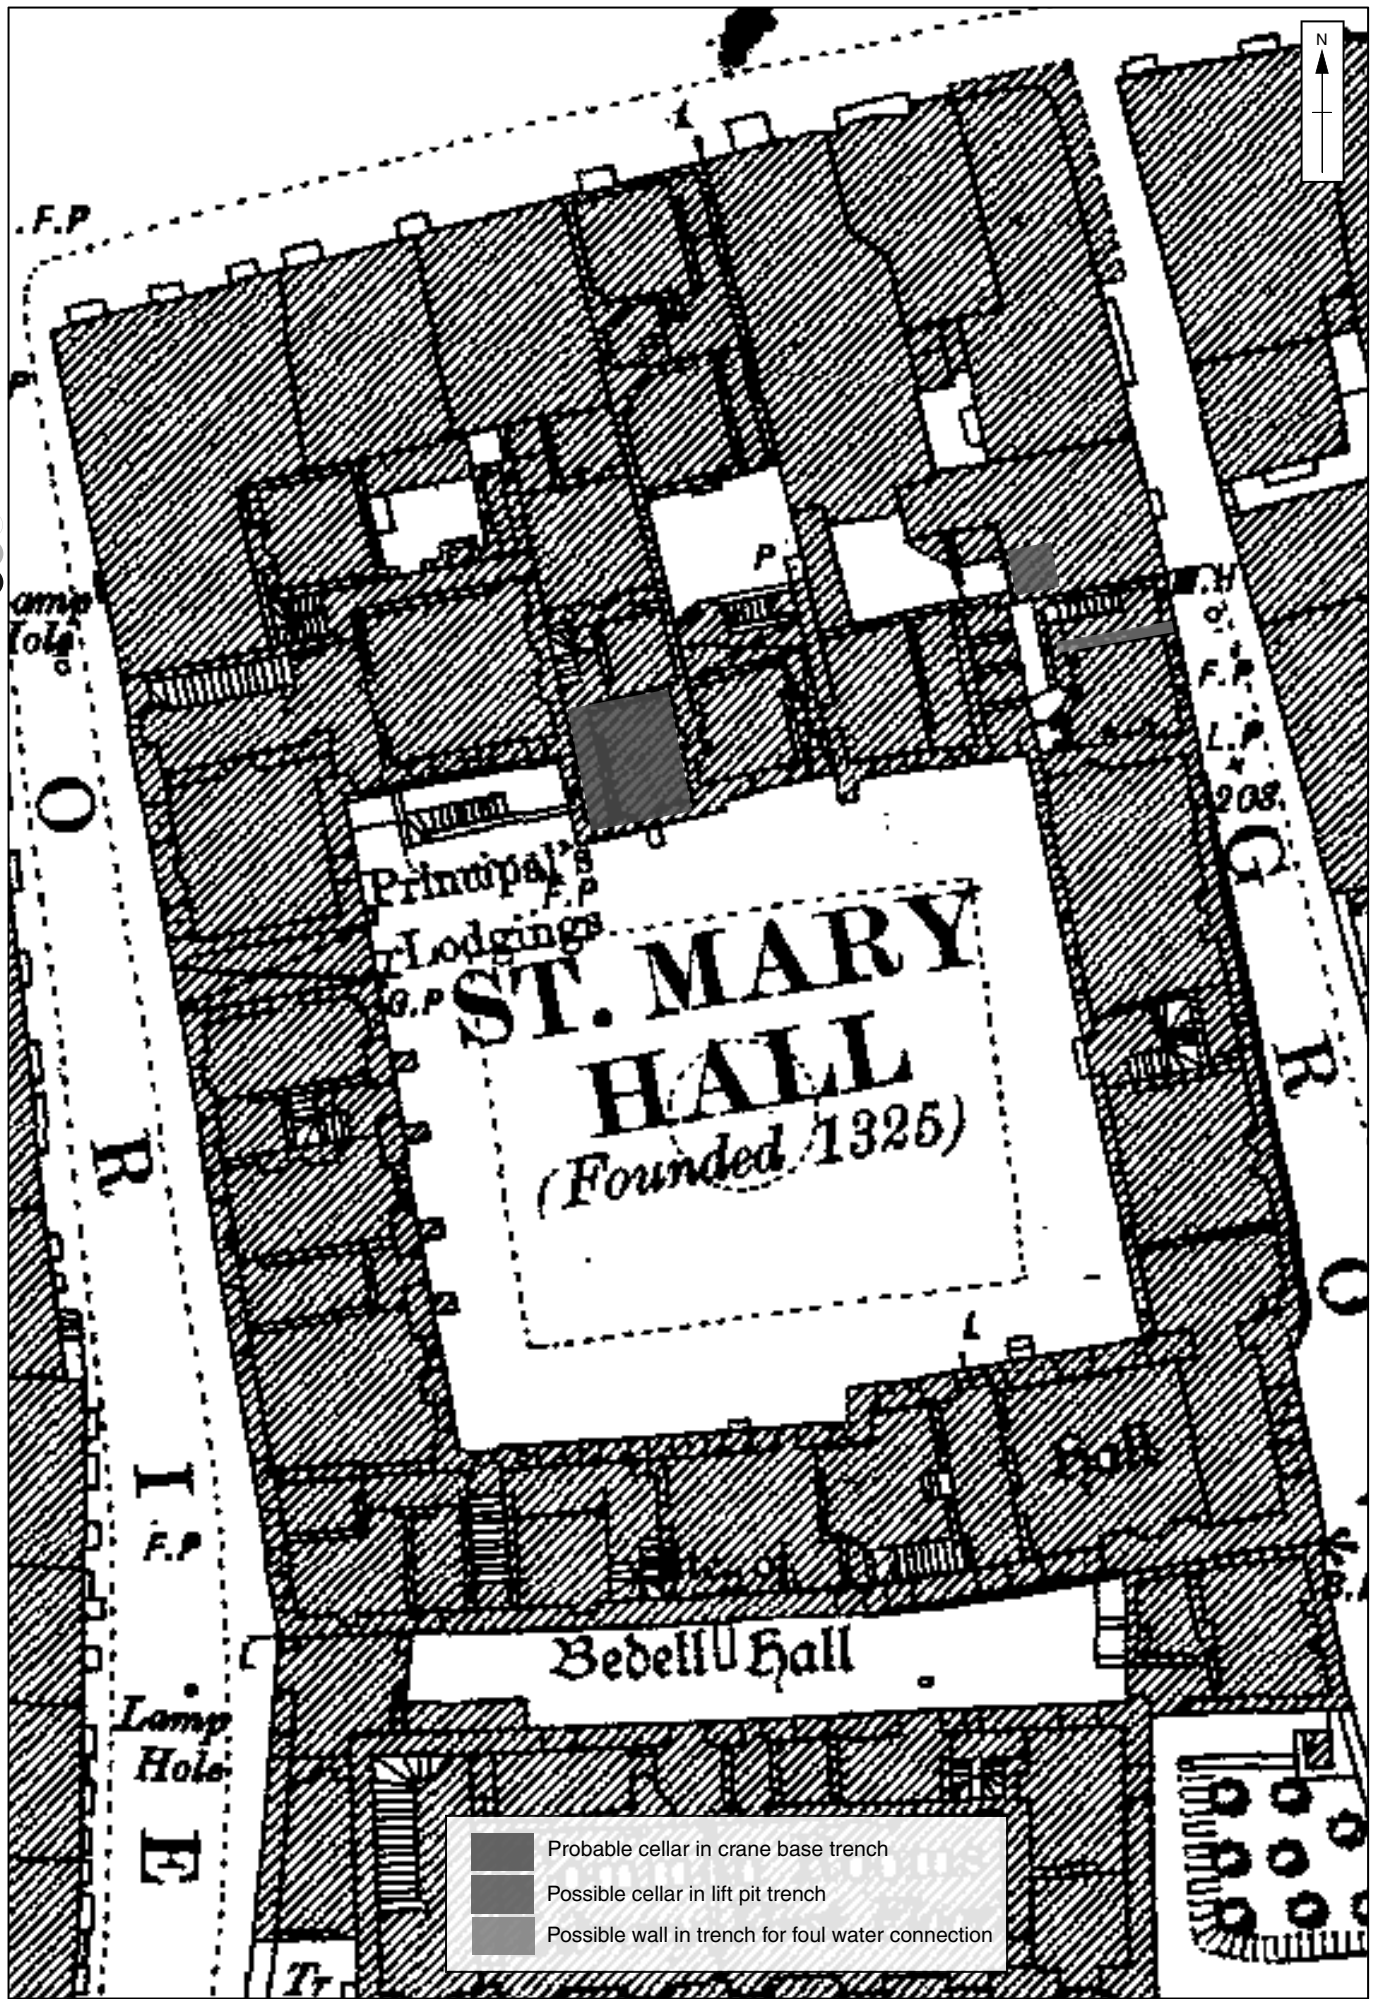 N
F.P
P
Lamp
Hole
F.P
L.P
208
O
G
Principal's
F.P
Lodgings
G.P
ST. MARY
HALL
(Founded 1325)
R
R
O
L
I
Hall
F.P
Bedell Hall
Lamp
Hole
E
Tr
Probable cellar in crane base trench
Possible cellar in lift pit trench
Possible wall in trench for foul water connection